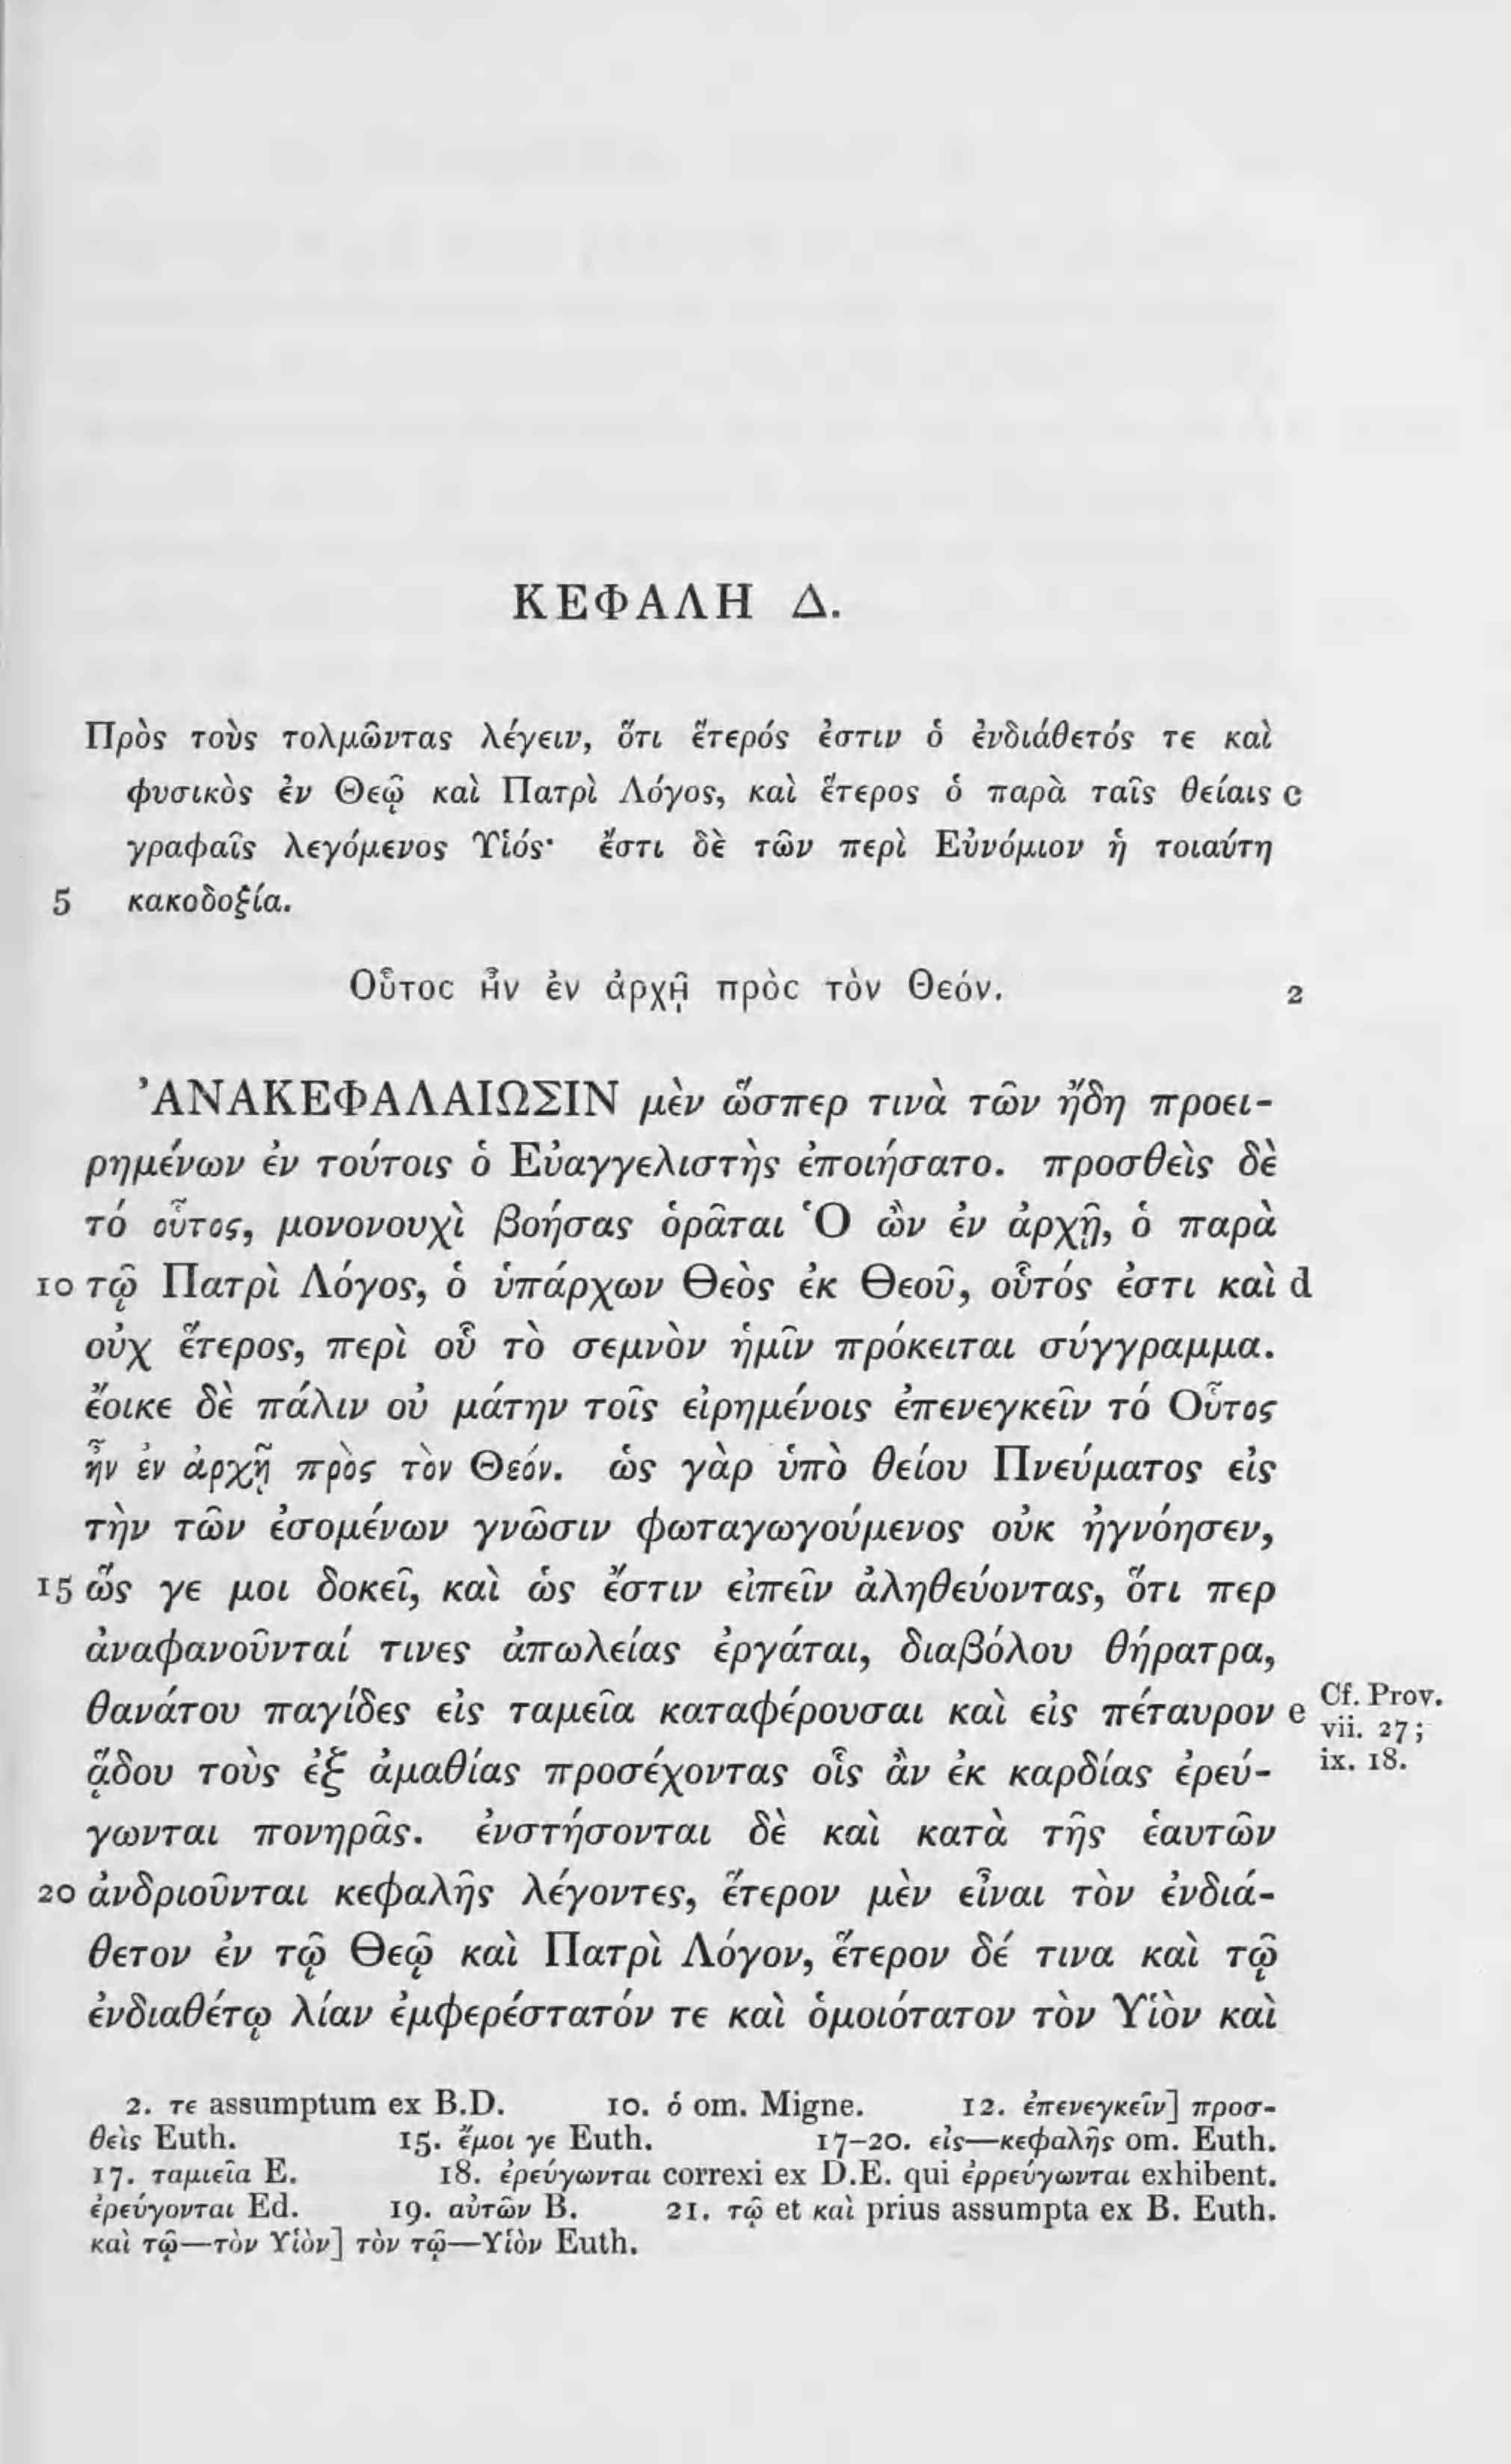 ΚΕΦΑΛΗ Δ.
Πρὸς τοὺς τολμῶντας λέγειν, ὅτι ἕτερός ἐστιν ὁ ἐνδιάθετός τε καὶ
φυσικὸς ἐν Θεῷ καὶ Πατρὶ Λόγος, καὶ ἕτερος ὁ παρὰ ταῖς θείαις c
γραφαῖς λεγόμενος Υἱός· ἔστι δὲ τῶν περὶ Εὐνόμιον ἡ τοιαύτη
5 κακοδοξία.
Οὗτος ἦν ἐν ἀρχῇ πρὸς τὸν Θεόν. 2
ἈΝΑΚΕΦΑΛΑΙΩΣΙΝ μὲν ὥσπερ τινὰ τῶν ἤδη προει-
ρημένων ἐν τούτοις ὁ Εὐαγγελιστὴς ἐποιήσατο. προσθεὶς δὲ
τό οὗτος, μονονουχὶ βοήσας ὁρᾶται Ὁ ὢν ἐν ἀρχῇ, ὁ παρὰ
10 τῷ Πατρὶ Λόγος, ὁ ὑπάρχων Θεὸς ἐκ Θεοῦ, οὗτός ἐστι καὶ d
οὐχ ἕτερος, περὶ οὗ τὸ σεμνὸν ἡμῖν πρόκειται σύγγραμμα.
ἔοικε δὲ πάλιν οὐ μάτην τοῖς εἰρημένοις ἐπενεγκεῖν τό Οὗτος
ἦν ἐν ἀρχῇ πρὸς τὸν Θεόν. ὡς γὰρ ὑπὸ θείου Πνεύματος εἰς
τὴν τῶν ἐσομένων γνῶσιν φωταγωγούμενος οὐκ ἠγνόησεν,
15 ὥς γε μοι δοκεῖ, καὶ ὡς ἔστιν εἰπεῖν ἀληθεύοντας, ὅτι περ
ἀναφανοῦνταί τινες ἀπωλείας ἐργάται, διαβόλου θήρατρα,
θανάτου παγίδες εἰς ταμεῖα καταφέρουσαι καὶ εἰς πέταυρον e Cf. Prov.
vii. 27;
ᾅδου τοὺς ἐξ ἀμαθίας προσέχοντας οἷς ἂν ἐκ καρδίας ἐρεύ- ix. 18.
γωνται πονηρᾶς. ἐνστήσονται δὲ καὶ κατὰ τῆς ἑαυτῶν
20 ἀνδριοῦνται κεφαλῆς λέγοντες, ἕτερον μὲν εἶναι τὸν ἐνδιά-
θετον ἐν τῷ Θεῷ καὶ Πατρὶ Λόγον, ἕτερον δέ τινα καὶ τῷ
ἐνδιαθέτῳ λίαν ἐμφερέστατόν τε καὶ ὁμοιότατον τὸν Υἱὸν καὶ
2. τε assumptum ex B.D. 10. ὁ om. Migne. 12. ἐπενεγκεῖν] προσ-
θεὶς Euth. 15. ἔμοι γε Euth. 17–20. εἰς—κεφαλῆς om. Euth.
17. ταμιεῖα E. 18. ἐρεύγωνται correxi ex D.E. qui ἐρρεύγωνται exhibent.
ἐρεύγονται Ed. 19. αὐτῶν B. 21. τῷ et καὶ prius assumpta ex B. Euth.
καὶ τῷ—τὸν Υἱὸν] τὸν τῷ—Υἱὸν Euth.